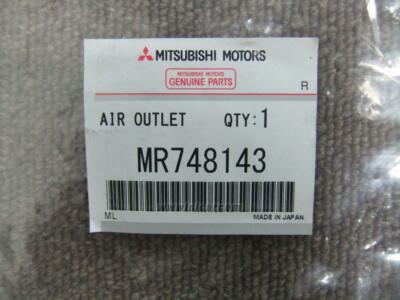 MITSUBISHI MOTORS
MITSUBISHI MOTORS
GENUINE PARTS
R
AIR OUTLET QTY:1
MR748143
ML MADE IN JAPAN